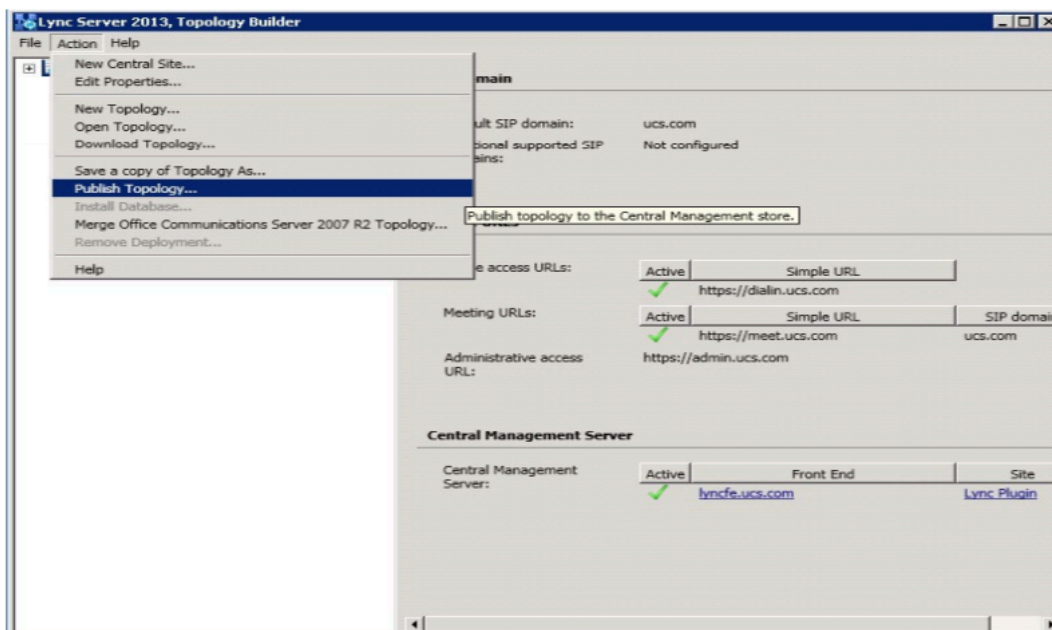 Lync Server 2013, Topology Builder
File Action Help
New Central Site...
Edit Properties...
New Topology...
Open Topology...
Download Topology...
Save a copy of Topology As...
Publish Topology...
Install Database...
Merge Office Communications Server 2007 R2 Topology...
Remove Deployment...
Help
Publish topology to the Central Management store.
main
ult SIP domain: ucs.com
ional supported SIP Not configured
ains:
e access URLs: Active Simple URL
https://dialin.ucs.com
Meeting URLs: Active Simple URL SIP domai
https://meet.ucs.com ucs.com
Administrative access https://admin.ucs.com
URL:
Central Management Server
Central Management Active Front End Site
Server: lyncfe.ucs.com Lync Plugin